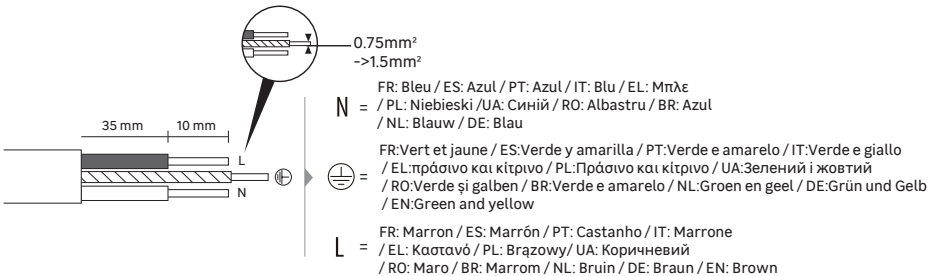 0.75mm²
->1.5mm²
35 mm
10 mm
L
N
N =
FR: Bleu / ES: Azul / PT: Azul / IT: Blu / EL: Μπλε
/ PL: Niebieski /UA: Синій / RO: Albastru / BR: Azul
/ NL: Blauw / DE: Blau
=
FR:Vert et jaune / ES:Verde y amarilla / PT:Verde e amarelo / IT:Verde e giallo
/ EL:πράσινο και κίτρινο / PL:Πράσινο και κίτρινο / UA:Зелений і жовтий
/ RO:Verde și galben / BR:Verde e amarelo / NL:Groen en geel / DE:Grün und Gelb
/ EN:Green and yellow
L =
FR: Marron / ES: Marrón / PT: Castanho / IT: Marrone
/ EL: Καστανό / PL: Brązowy/ UA: Коричневий
/ RO: Maro / BR: Marrom / NL: Bruin / DE: Braun / EN: Brown